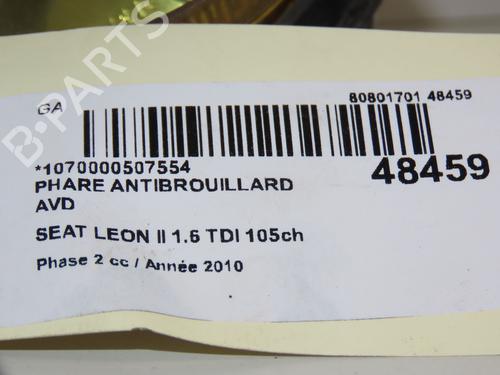 GA
80801701 48459
*1070000507554
48459
PHARE ANTIBROUILLARD
AVD
SEAT LEON II 1.6 TDI 105ch
Phase 2 cc / Année 2010
B-PARTS